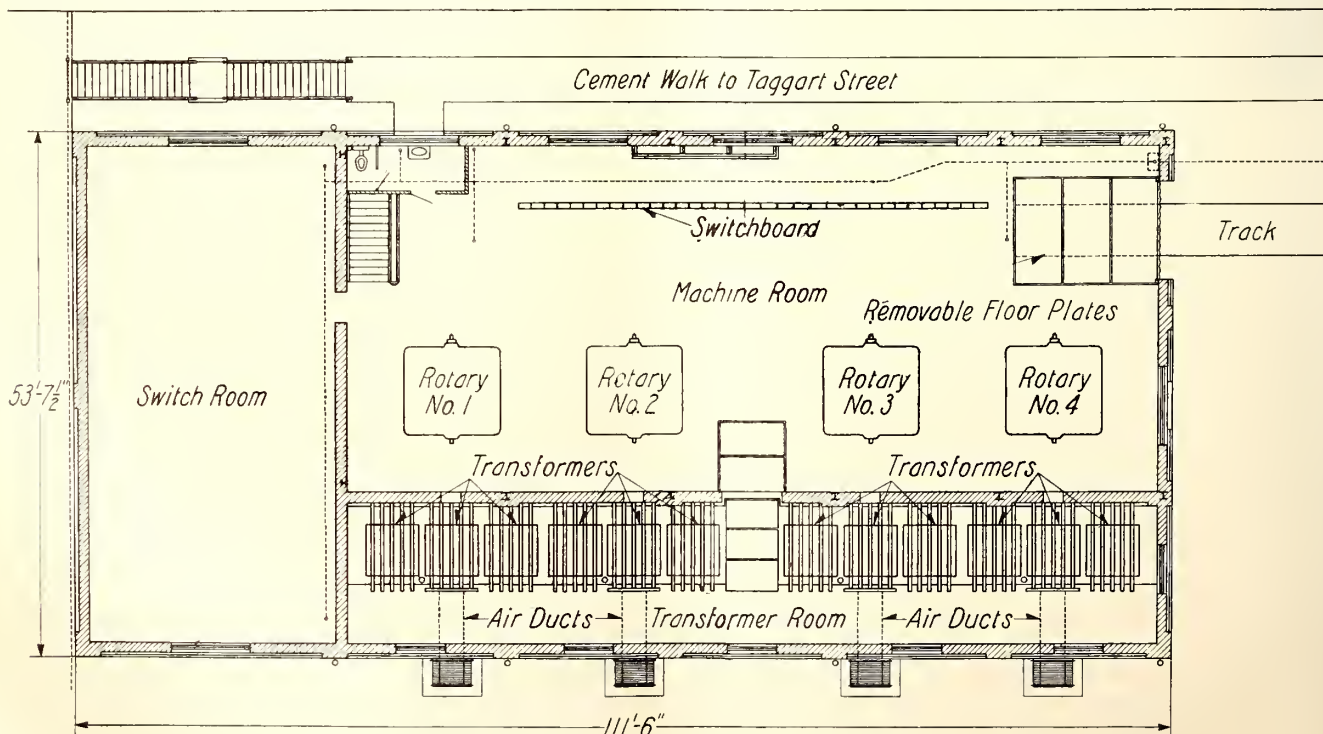 Cement Walk to Taggart Street
Switchboard
Track
Machine Room
Removable Floor Plates
53'-7½"
Switch Room
Rotary
No. 1
Rotary
No. 2
Rotary
No. 3
Rotary
No. 4
Transformers
Transformers
Air Ducts
Transformer Room
Air Ducts
111'-6"